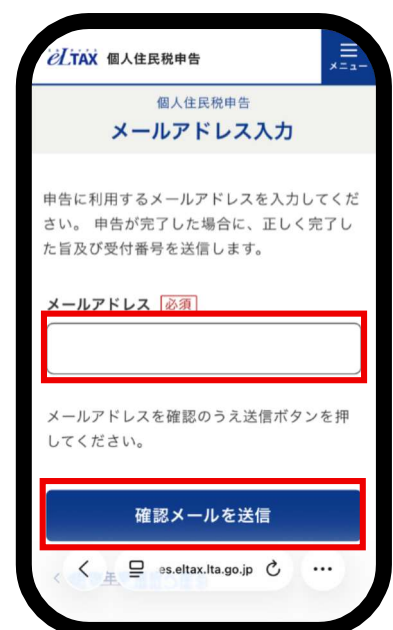 eLTAX 個人住民税申告
メニュー
個人住民税申告
メールアドレス入力
申告に利用するメールアドレスを入力してくだ
さい。 申告が完了した場合に、正しく完了し
た旨及び受付番号を送信します。
メールアドレス 必須
メールアドレスを確認のうえ送信ボタンを押
してください。
確認メールを送信
年
es.eltax.lta.go.jp